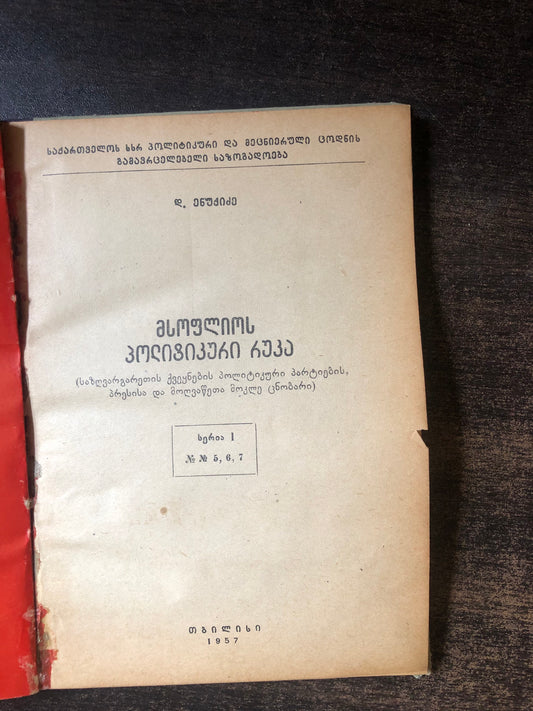 საქართველოს სსრ პოლიტიკური და მეცნიერული ცოდნის
გამავრცელებელი საზოგადოება
დ. ენუქიძე
მსოფლიოს
პოლიტიკური რუკა
(საზღვარგარეთის ქვეყნების პოლიტიკური პარტიების,
პრესისა და მოღვაწეთა მოკლე ცნობარი)
სერია I
№ № 5, 6, 7
თბილისი
1957